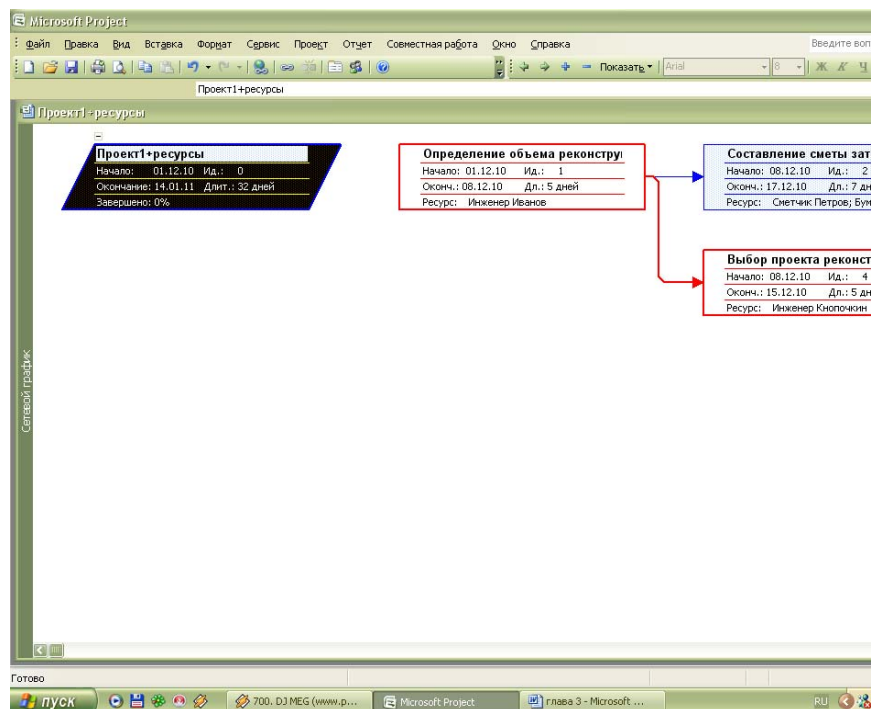 Microsoft Project
Файл Правка Вид Вставка Формат Сервис Проект Отчет Совместная работа Окно Справка Введите воп
Показать Arial 8 Ж К Ч
Проект1+ресурсы
Проект1+ресурсы
Проект1+ресурсы
Начало: 01.12.10 Ид.: 0
Окончание: 14.01.11 Длит.: 32 дней
Завершено: 0%
Определение объема реконстру
Начало: 01.12.10 Ид.: 1
Оконч.: 08.12.10 Дл.: 5 дней
Ресурс: Инженер Иванов
Составление сметы зат
Начало: 08.12.10 Ид.: 2
Оконч.: 17.12.10 Дл.: 7 дн
Ресурс: Сметчик Петров; Бум
Выбор проекта реконст
Начало: 08.12.10 Ид.: 4
Оконч.: 15.12.10 Дл.: 5 дн
Ресурс: Инженер Кнопочкин
Сетевой график
Готово
пуск 700. DJ MEG (www.p... Microsoft Project глава 3 - Microsoft ... RU